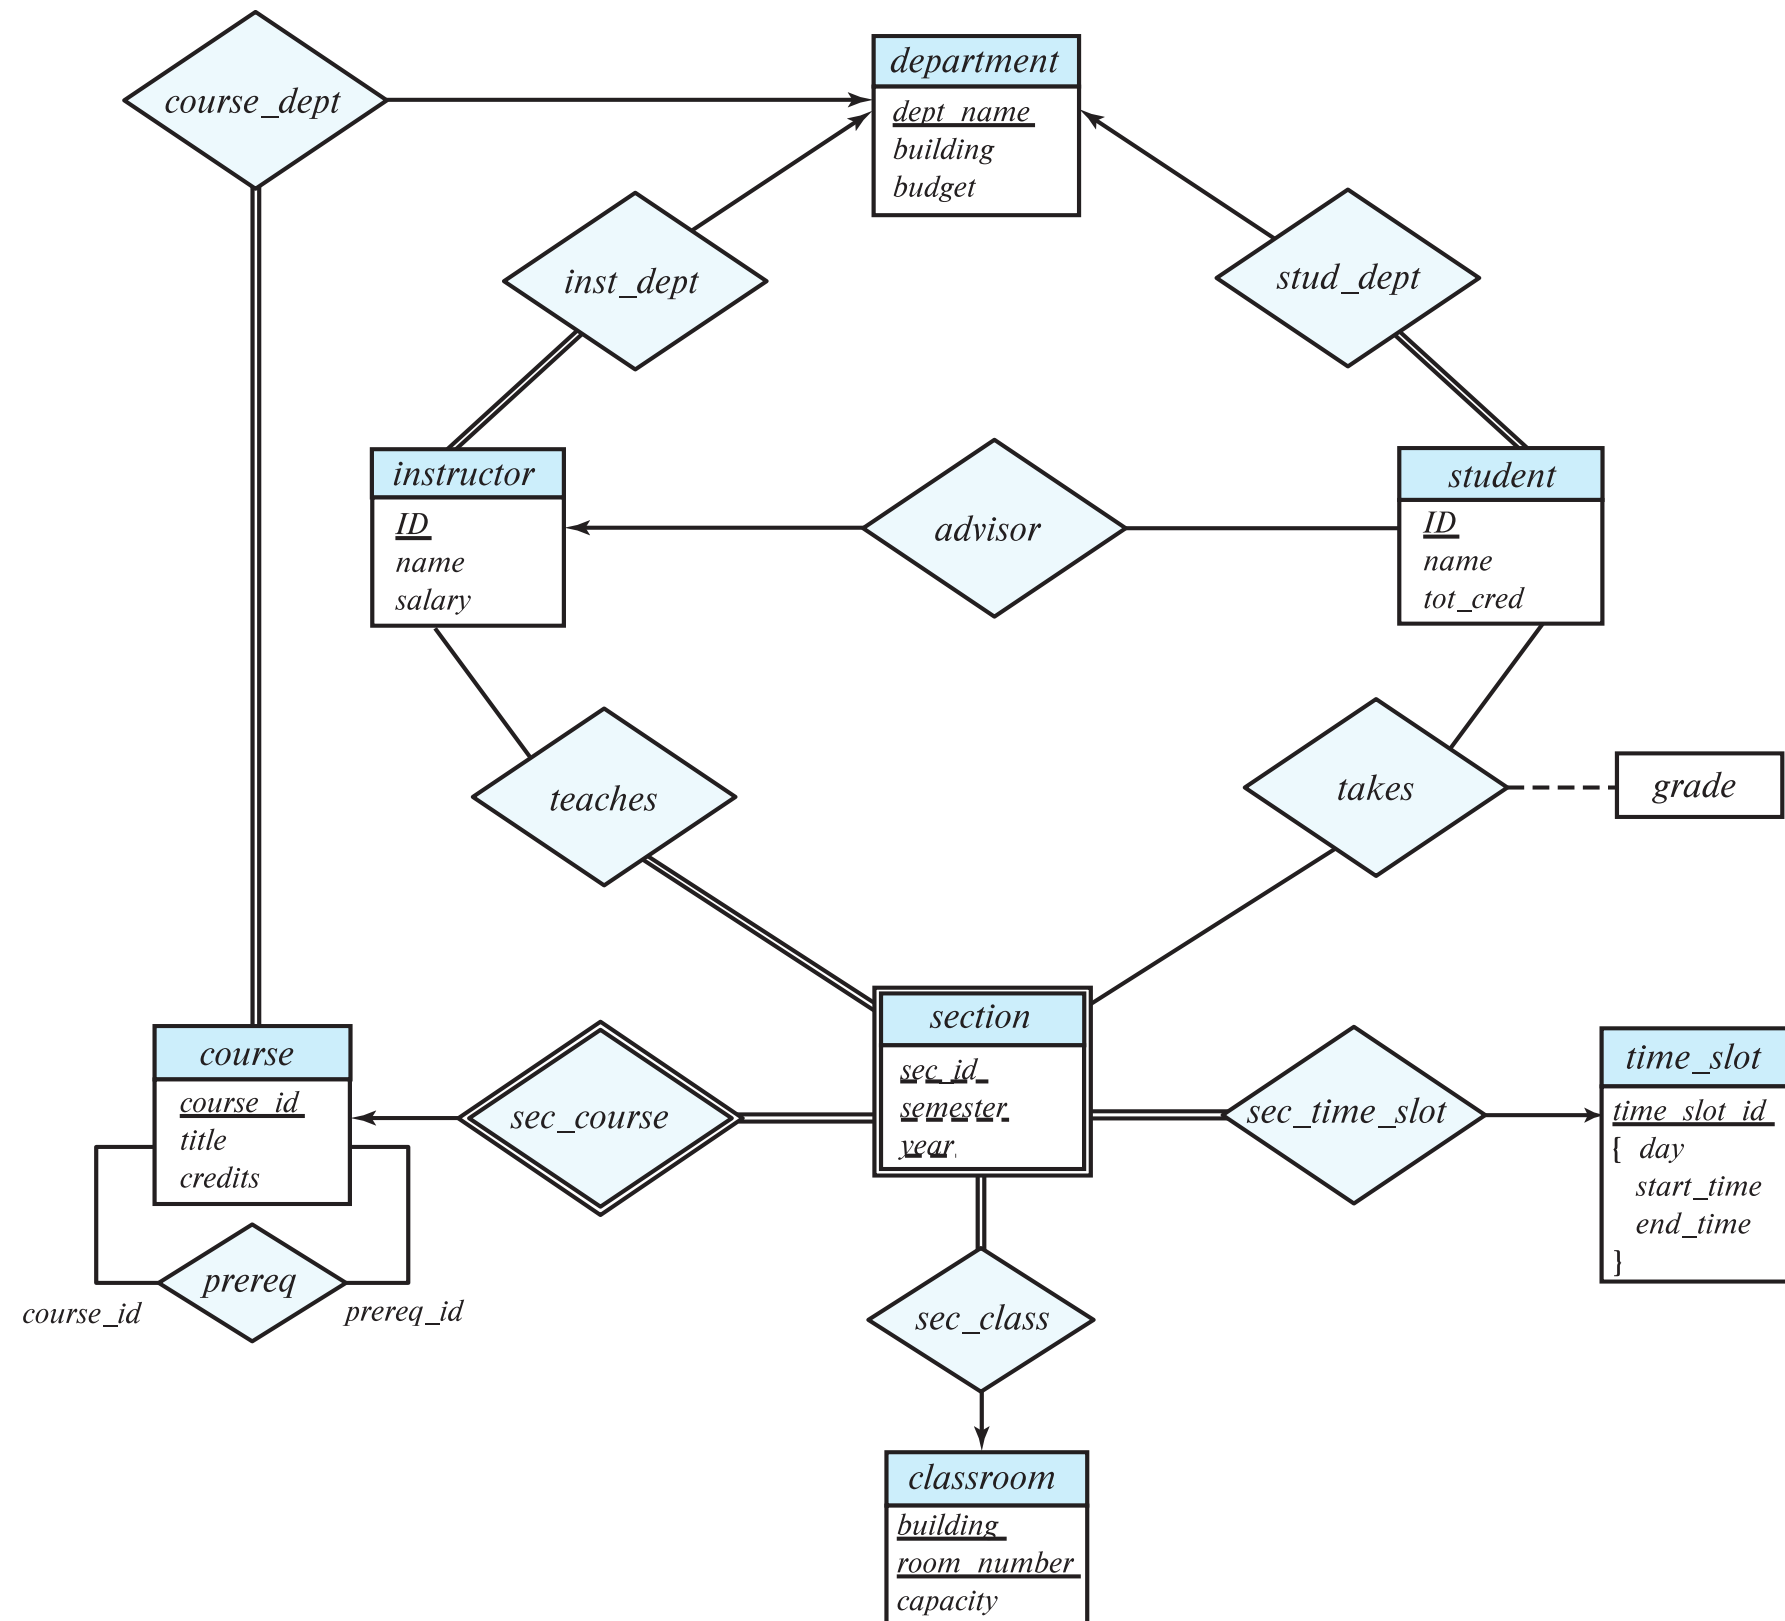 course_dept
department
dept_name
building
budget
inst_dept
stud_dept
instructor
ID
name
salary
advisor
student
ID
name
tot_cred
teaches
takes
grade
course
course_id
title
credits
sec_course
section
sec_id
semester
year
sec_time_slot
time_slot
time_slot_id
{ day
start_time
end_time
}
prereq
course_id
prereq_id
sec_class
classroom
building
room_number
capacity